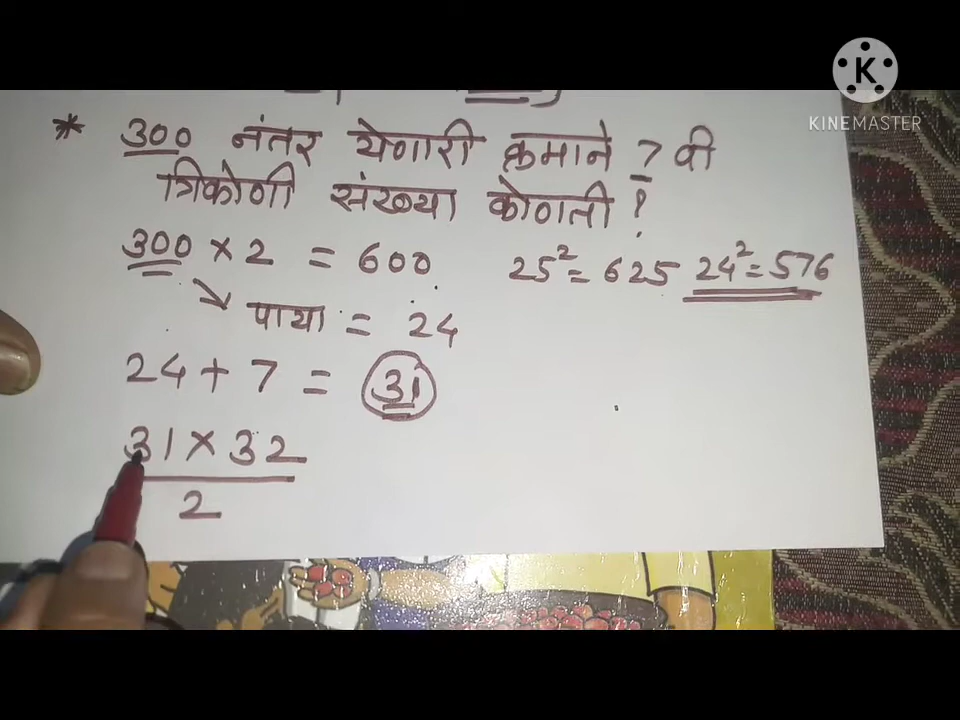 K
KINEMASTER
* 300 नंतर येणारी क्रमाने 7 वी
त्रिकोणी संख्या कोणती ?
300 × 2 = 600 25² = 625 24² = 576
↘ पाया = 24
24 + 7 = 31
31 × 32
2